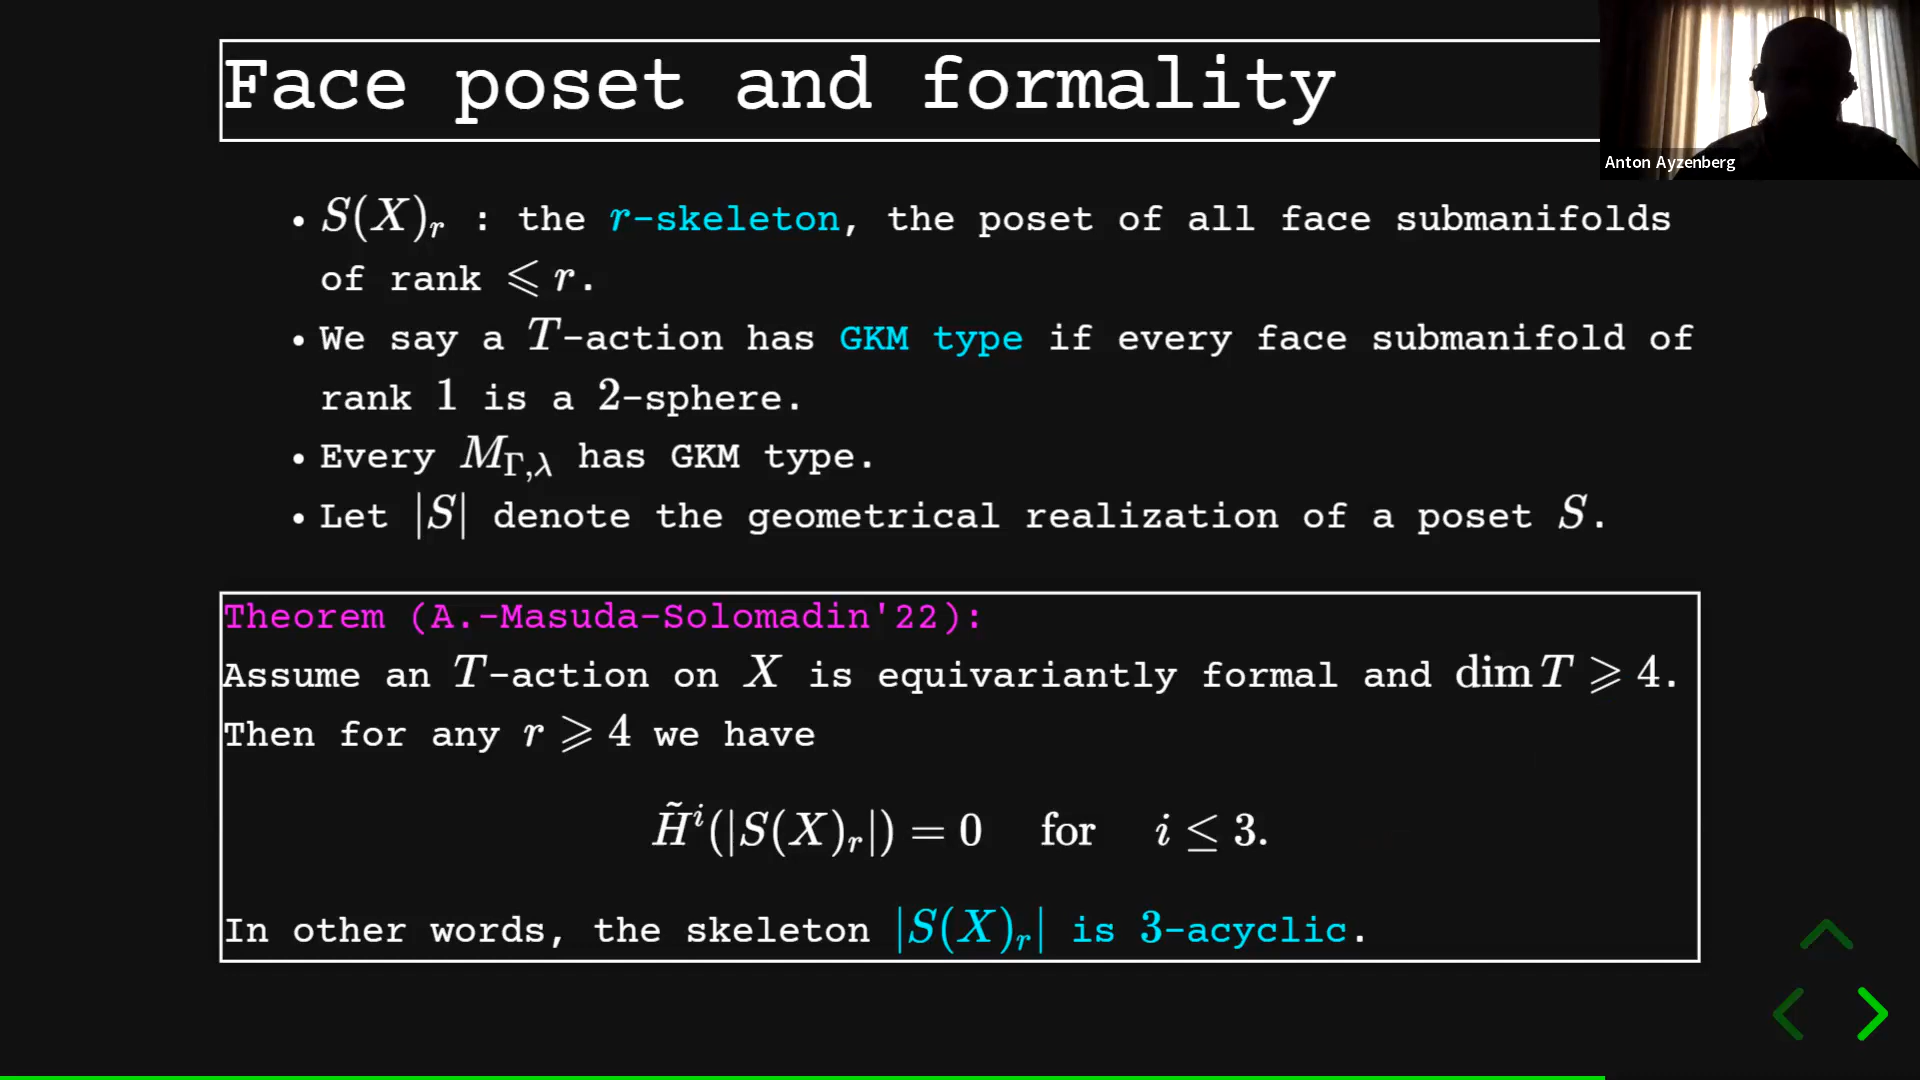 Face poset and formality
Anton Ayzenberg
• $S(X)_r$ : the r-skeleton, the poset of all face submanifolds
of rank ⩽ r.
• We say a T-action has GKM type if every face submanifold of
rank 1 is a 2-sphere.
• Every $M_{\Gamma,\lambda}$ has GKM type.
• Let |S| denote the geometrical realization of a poset S.
Theorem (A.-Masuda-Solomadin'22):
Assume an T-action on X is equivariantly formal and dim T ⩾ 4.
Then for any r ⩾ 4 we have
$\tilde{H}^i(|S(X)_r|) = 0$ for $i \leq 3.$
In other words, the skeleton $|S(X)_r|$ is 3-acyclic.